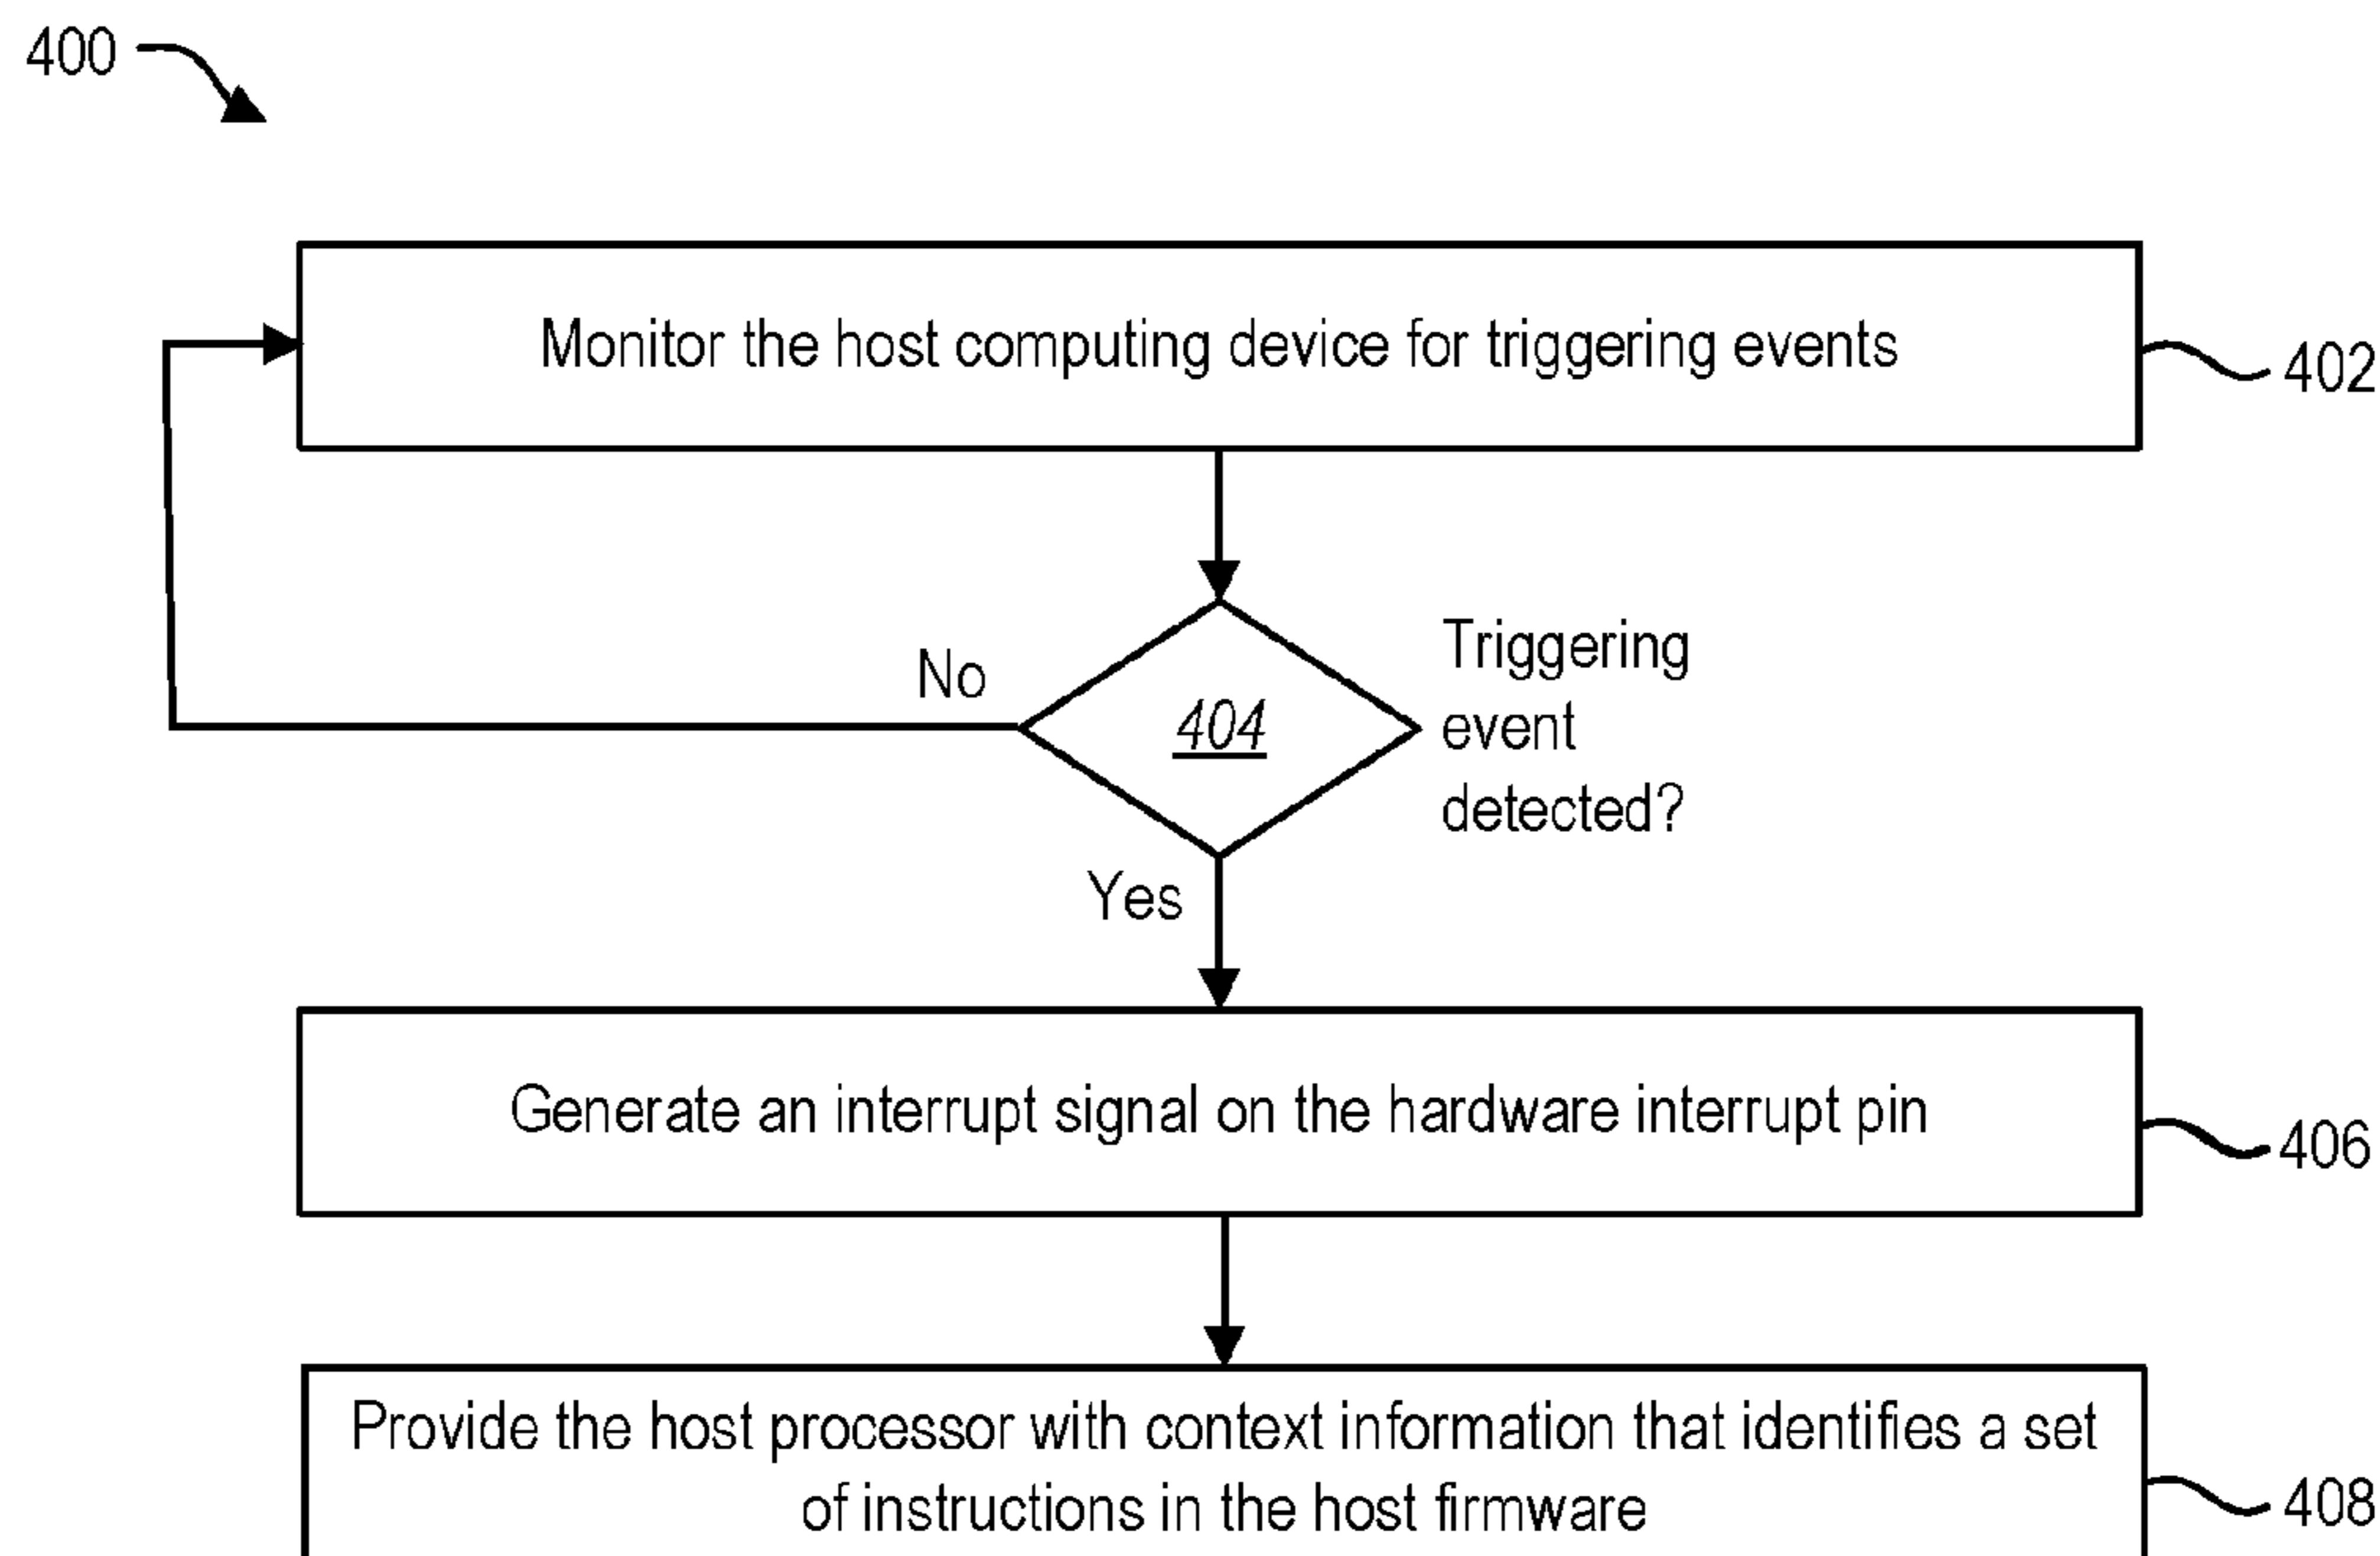 400
Monitor the host computing device for triggering events
402
No
404
Triggering
event
detected?
Yes
Generate an interrupt signal on the hardware interrupt pin
406
Provide the host processor with context information that identifies a set
of instructions in the host firmware
408